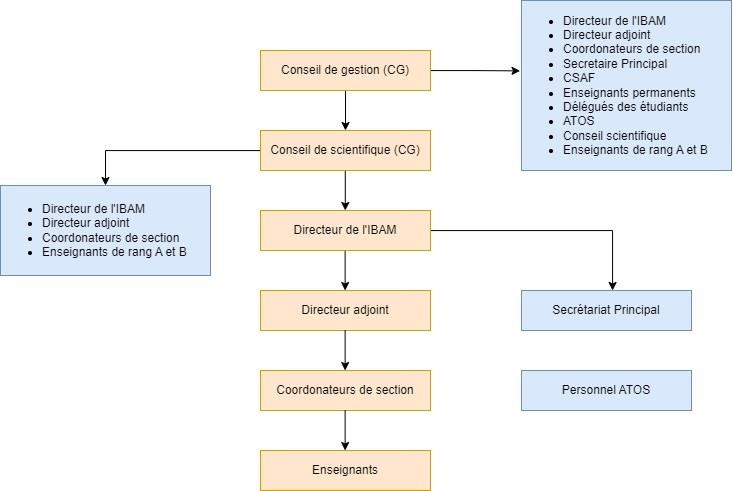 Directeur de l'IBAM
Directeur adjoint
Coordonateurs de section
Secretaire Principal
CSAF
Enseignants permanents
Délégués des étudiants
ATOS
Conseil scientifique
Enseignants de rang A et B
Conseil de gestion (CG)
Conseil de scientifique (CG)
Directeur de l'IBAM
Directeur adjoint
Coordonateurs de section
Enseignants de rang A et B
Directeur de l'IBAM
Directeur adjoint
Secrétariat Principal
Coordonateurs de section
Personnel ATOS
Enseignants